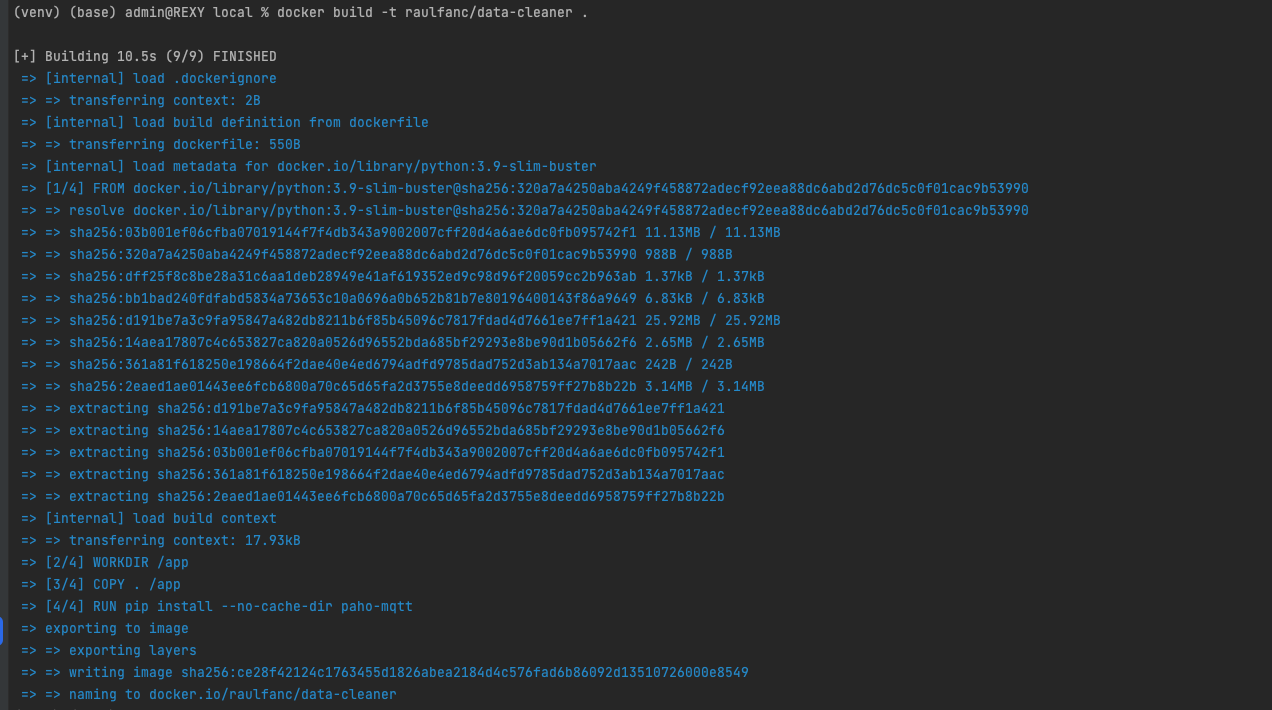 (venv) (base) admin@REXY local % docker build -t raulfanc/data-cleaner .
[+] Building 10.5s (9/9) FINISHED
=> [internal] load .dockerignore
=> => transferring context: 2B
=> [internal] load build definition from dockerfile
=> => transferring dockerfile: 550B
=> [internal] load metadata for docker.io/library/python:3.9-slim-buster
=> [1/4] FROM docker.io/library/python:3.9-slim-buster@sha256:320a7a4250aba4249f458872adecf92eea88dc6abd2d76dc5c0f01cac9b53990
=> => resolve docker.io/library/python:3.9-slim-buster@sha256:320a7a4250aba4249f458872adecf92eea88dc6abd2d76dc5c0f01cac9b53990
=> => sha256:03b001ef06cfba07019144f7f4db343a9002007cff20d4a6ae6dc0fb095742f1 11.13MB / 11.13MB
=> => sha256:320a7a4250aba4249f458872adecf92eea88dc6abd2d76dc5c0f01cac9b53990 988B / 988B
=> => sha256:dff25f8c8be28a31c6aa1deb28949e41af619352ed9c98d96f20059cc2b963ab 1.37kB / 1.37kB
=> => sha256:bb1bad240fdfabd5834a73653c10a0696a0b652b81b7e80196400143f86a9649 6.83kB / 6.83kB
=> => sha256:d191be7a3c9fa95847a482db8211b6f85b45096c7817fdad4d7661ee7ff1a421 25.92MB / 25.92MB
=> => sha256:14aea17807c4c653827ca820a0526d96552bda685bf29293e8be90d1b05662f6 2.65MB / 2.65MB
=> => sha256:361a81f618250e198664f2dae40e4ed6794adfd9785dad752d3ab134a7017aac 242B / 242B
=> => sha256:2eaed1ae01443ee6fcb6800a70c65d65fa2d3755e8deedd6958759ff27b8b22b 3.14MB / 3.14MB
=> => extracting sha256:d191be7a3c9fa95847a482db8211b6f85b45096c7817fdad4d7661ee7ff1a421
=> => extracting sha256:14aea17807c4c653827ca820a0526d96552bda685bf29293e8be90d1b05662f6
=> => extracting sha256:03b001ef06cfba07019144f7f4db343a9002007cff20d4a6ae6dc0fb095742f1
=> => extracting sha256:361a81f618250e198664f2dae40e4ed6794adfd9785dad752d3ab134a7017aac
=> => extracting sha256:2eaed1ae01443ee6fcb6800a70c65d65fa2d3755e8deedd6958759ff27b8b22b
=> [internal] load build context
=> => transferring context: 17.93kB
=> [2/4] WORKDIR /app
=> [3/4] COPY . /app
=> [4/4] RUN pip install --no-cache-dir paho-mqtt
=> exporting to image
=> => exporting layers
=> => writing image sha256:ce28f42124c1763455d1826abea2184d4c576fad6b86092d13510726000e8549
=> => naming to docker.io/raulfanc/data-cleaner